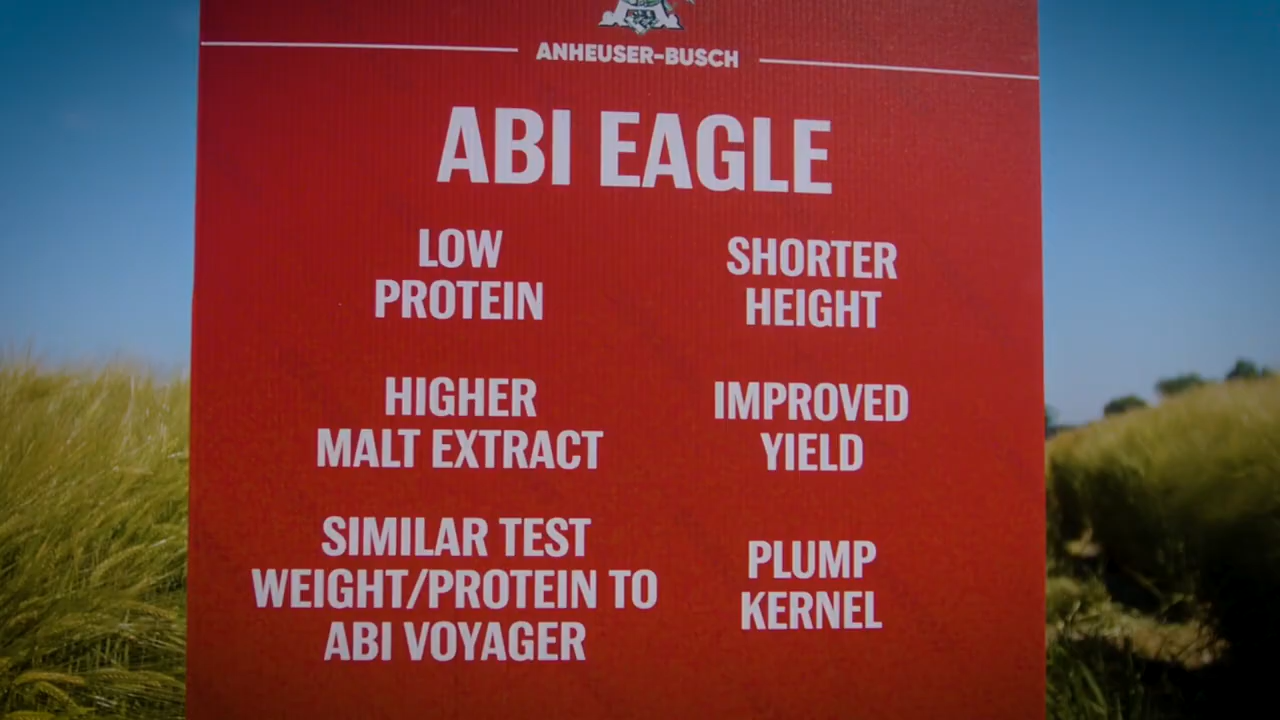 ANHEUSER-BUSCH
ABI EAGLE
LOW
PROTEIN
HIGHER
MALT EXTRACT
SIMILAR TEST
WEIGHT/PROTEIN TO
ABI VOYAGER
SHORTER
HEIGHT
IMPROVED
YIELD
PLUMP
KERNEL